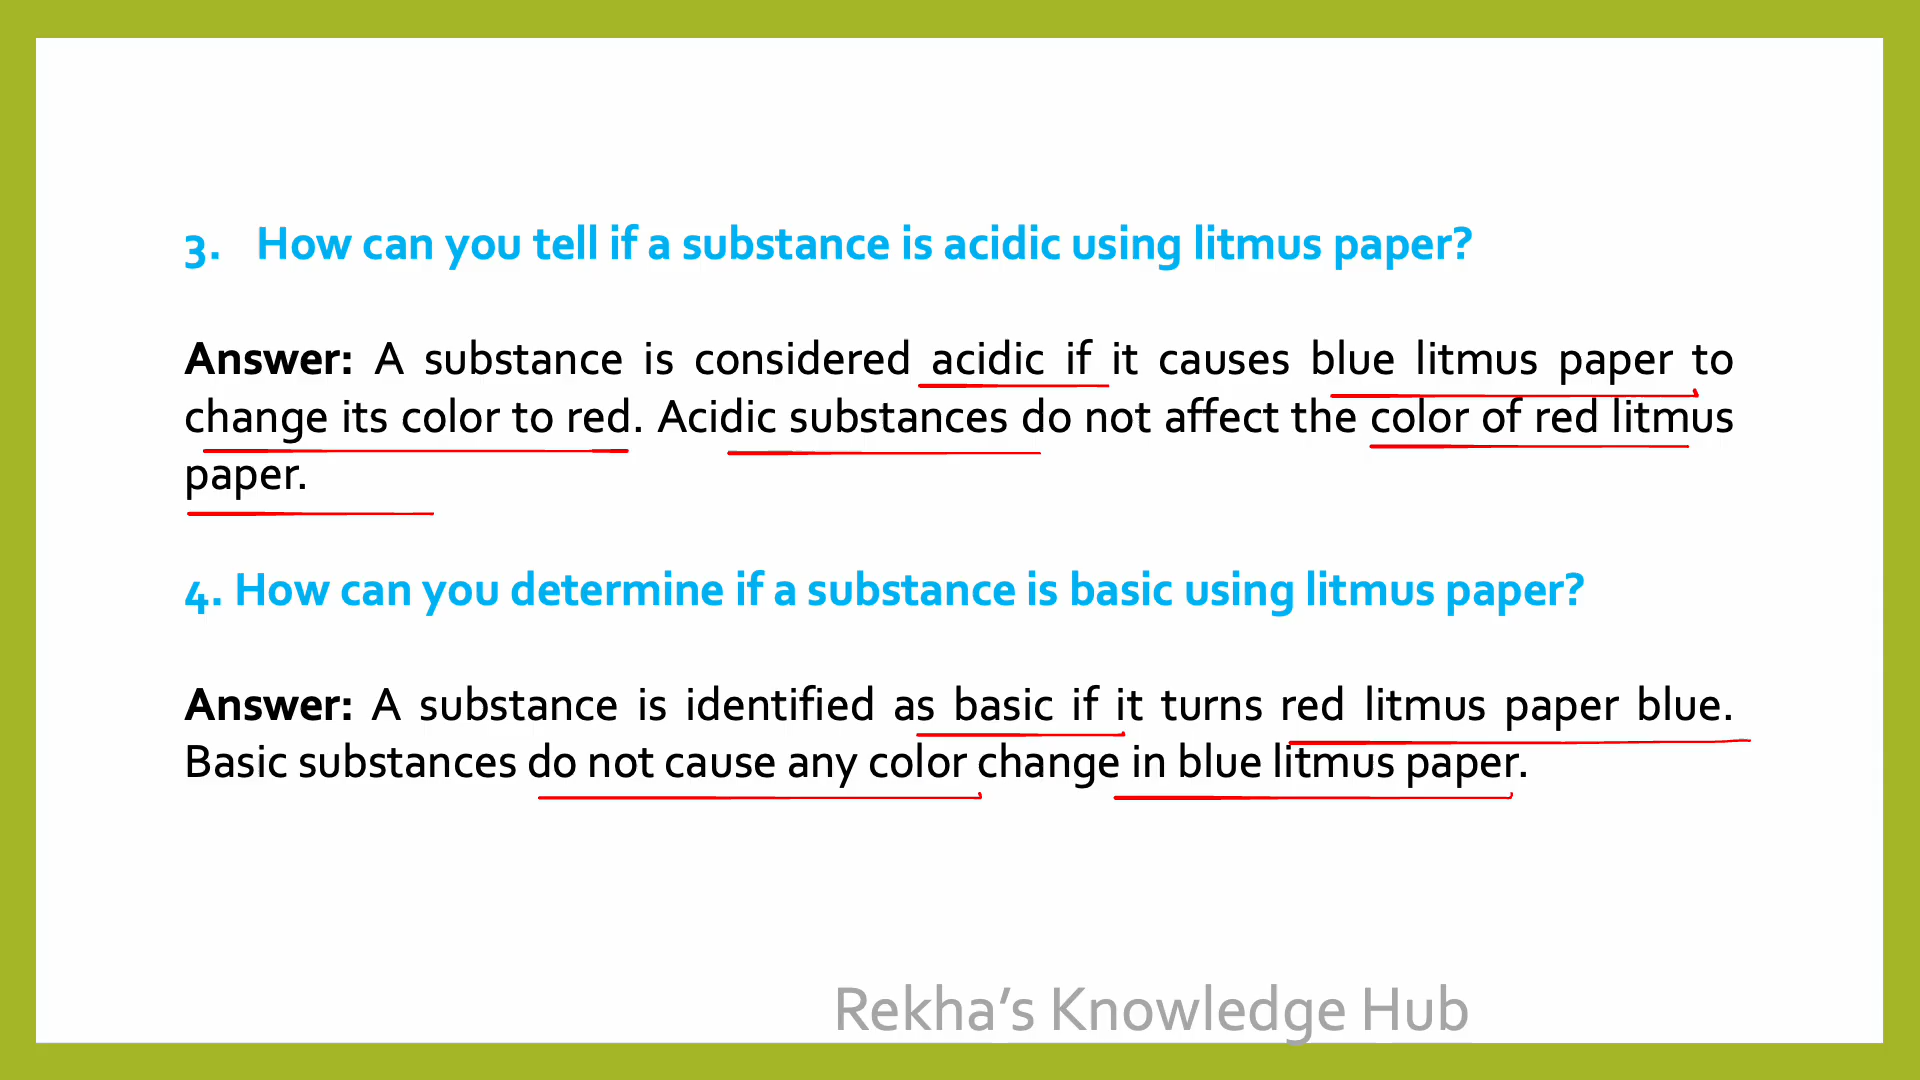 3. How can you tell if a substance is acidic using litmus paper?
Answer: A substance is considered acidic if it causes blue litmus paper to
change its color to red. Acidic substances do not affect the color of red litmus
paper.
4. How can you determine if a substance is basic using litmus paper?
Answer: A substance is identified as basic if it turns red litmus paper blue.
Basic substances do not cause any color change in blue litmus paper.
Rekha's Knowledge Hub